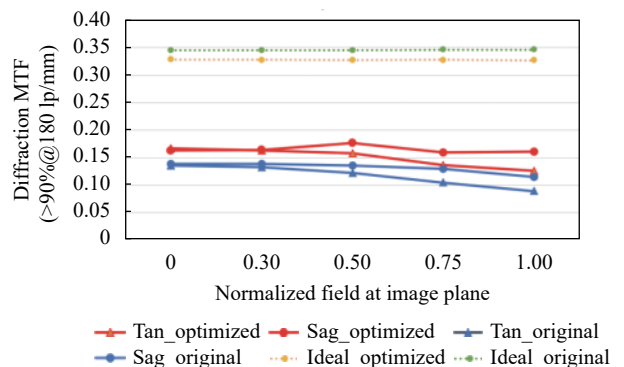 0.40
0.35
0.30
0.25
0.20
0.15
0.10
0.05
0
Diffraction MTF
(>90%@180 lp/mm)
0 0.30 0.50 0.75 1.00
Normalized field at image plane
Tan_optimized Sag_optimized Tan_original
Sag_original Ideal_optimized Ideal_original